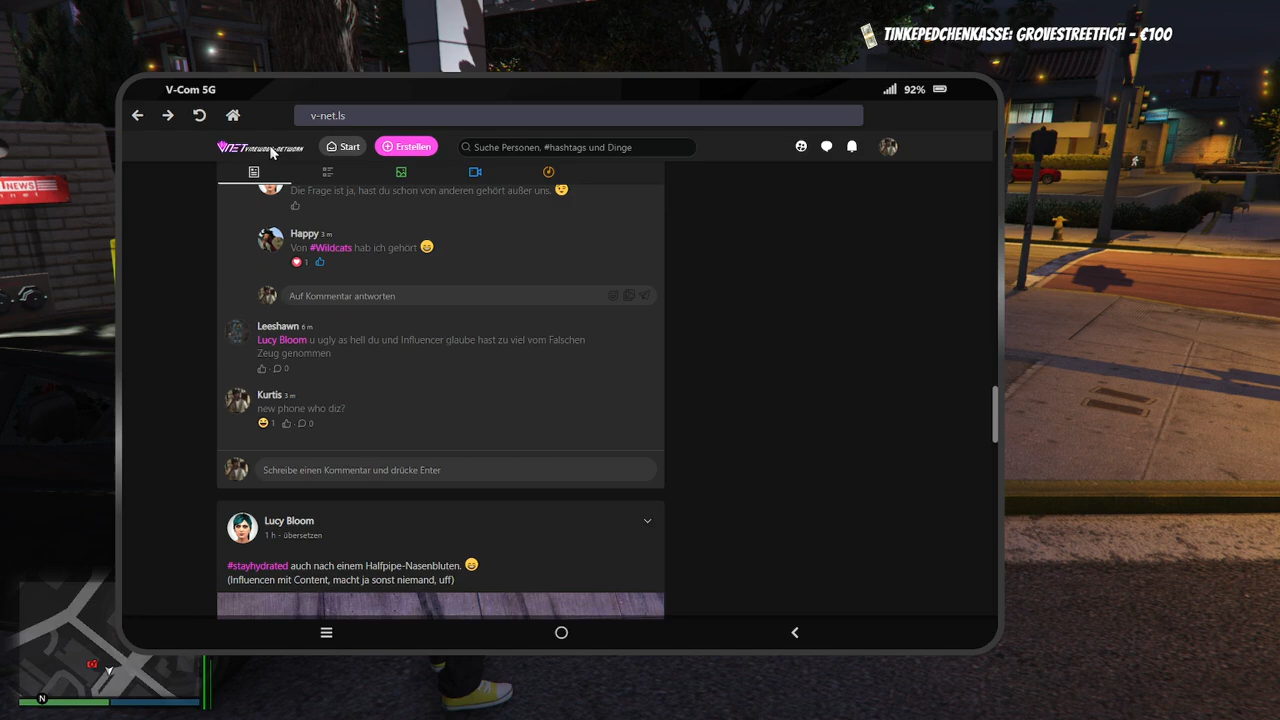 TINKEPEDCHENKASSE: GROVESTREETFICH - €100
V-Com 5G
92%
v-net.ls
VNET FIREWORK-NETWORK
Start
Erstellen
Suche Personen, #hashtags und Dinge
NEWS
Die Frage ist ja, hast du schon von anderen gehört außer uns. 😉
Happy 3 m
Von #Wildcats hab ich gehört 😄
1
Auf Kommentar antworten
Leeshawn 6 m
Lucy Bloom u ugly as hell du und Influencer glaube hast zu viel vom Falschen
Zeug genommen
0
Kurtis 3 m
new phone who diz?
1 · 0
Schreibe einen Kommentar und drücke Enter
Lucy Bloom
1 h - übersetzen
#stayhydrated auch nach einem Halfpipe-Nasenbluten. 😄
(Influencen mit Content, macht ja sonst niemand, uff)
N